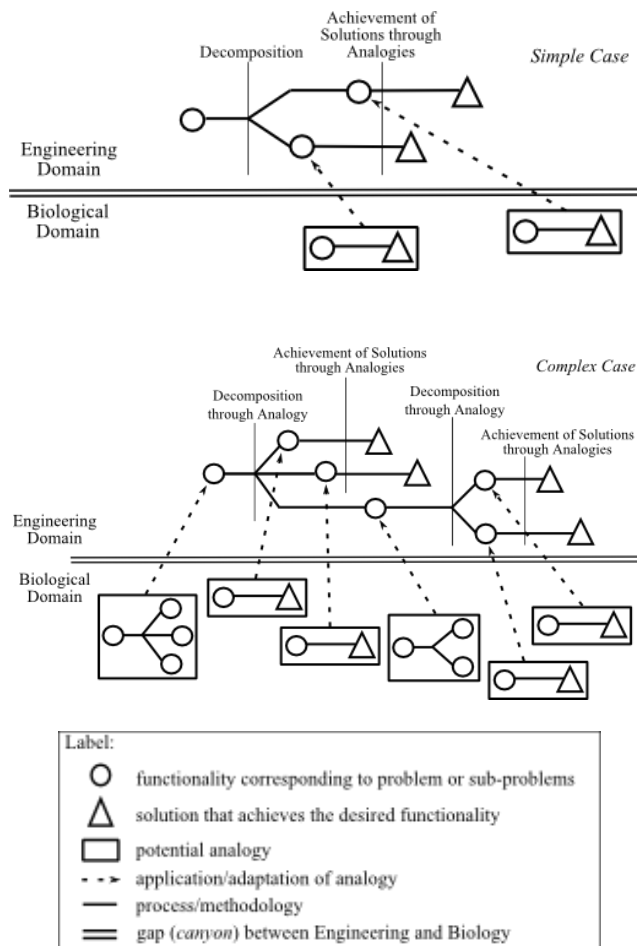 Achievement of
Solutions through
Analogies
Decomposition
Simple Case
Engineering
Domain
Biological
Domain
Achievement of Solutions
through Analogies
Complex Case
Decomposition
through Analogy
Decomposition
through Analogy
Achievement of Solutions
through Analogies
Engineering
Domain
Biological
Domain
Label:
functionality corresponding to problem or sub-problems
solution that achieves the desired functionality
potential analogy
application/adaptation of analogy
process/methodology
gap (canyon) between Engineering and Biology